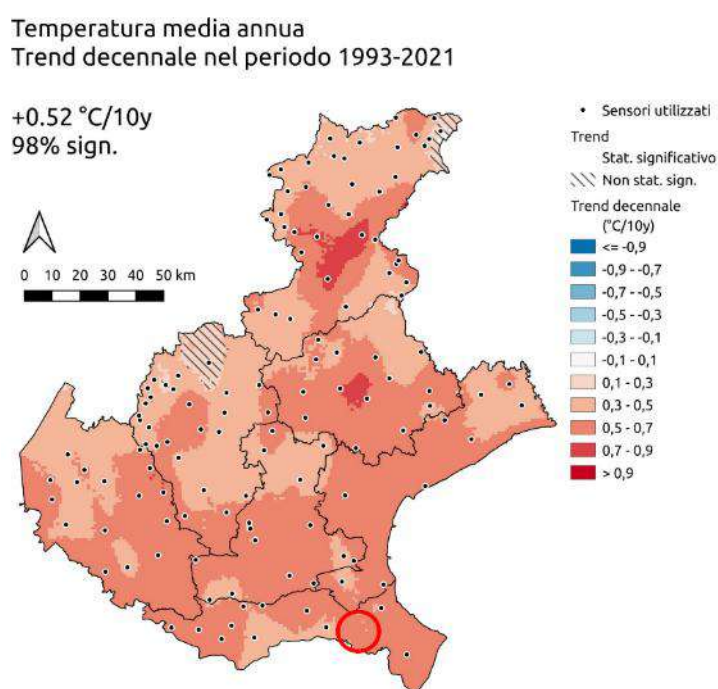 Temperatura media annua
Trend decennale nel periodo 1993-2021
+0.52 °C/10y
98% sign.
0 10 20 30 40 50 km
Sensori utilizzati
Trend
Stat. significativo
Non stat. sign.
Trend decennale
(°C/10y)
<= -0,9
-0,9 - -0,7
-0,7 - -0,5
-0,5 - -0,3
-0,3 - -0,1
-0,1 - 0,1
0,1 - 0,3
0,3 - 0,5
0,5 - 0,7
0,7 - 0,9
> 0,9